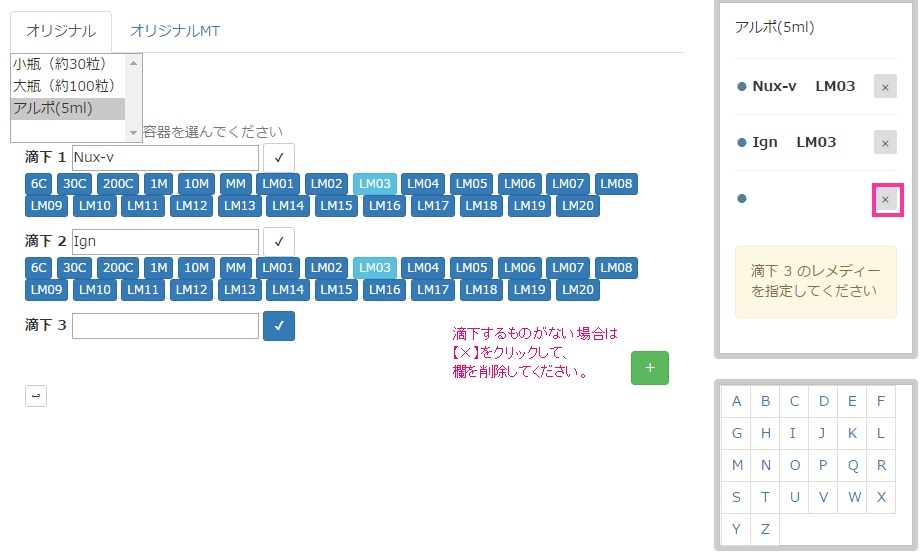 オリジナル オリジナルMT
小瓶（約30粒）
大瓶（約100粒）
アルポ(5ml)
容器を選んでください
滴下 1 Nux-v ✓
6C 30C 200C 1M 10M MM LM01 LM02 LM03 LM04 LM05 LM06 LM07 LM08
LM09 LM10 LM11 LM12 LM13 LM14 LM15 LM16 LM17 LM18 LM19 LM20
滴下 2 Ign ✓
6C 30C 200C 1M 10M MM LM01 LM02 LM03 LM04 LM05 LM06 LM07 LM08
LM09 LM10 LM11 LM12 LM13 LM14 LM15 LM16 LM17 LM18 LM19 LM20
滴下 3 ✓
滴下するものがない場合は
【×】をクリックして、
欄を削除してください。
+
アルポ(5ml)
Nux-v LM03 ×
Ign LM03 ×
×
滴下 3 のレメディー
を指定してください
A B C D E F
G H I J K L
M N O P Q R
S T U V W X
Y Z